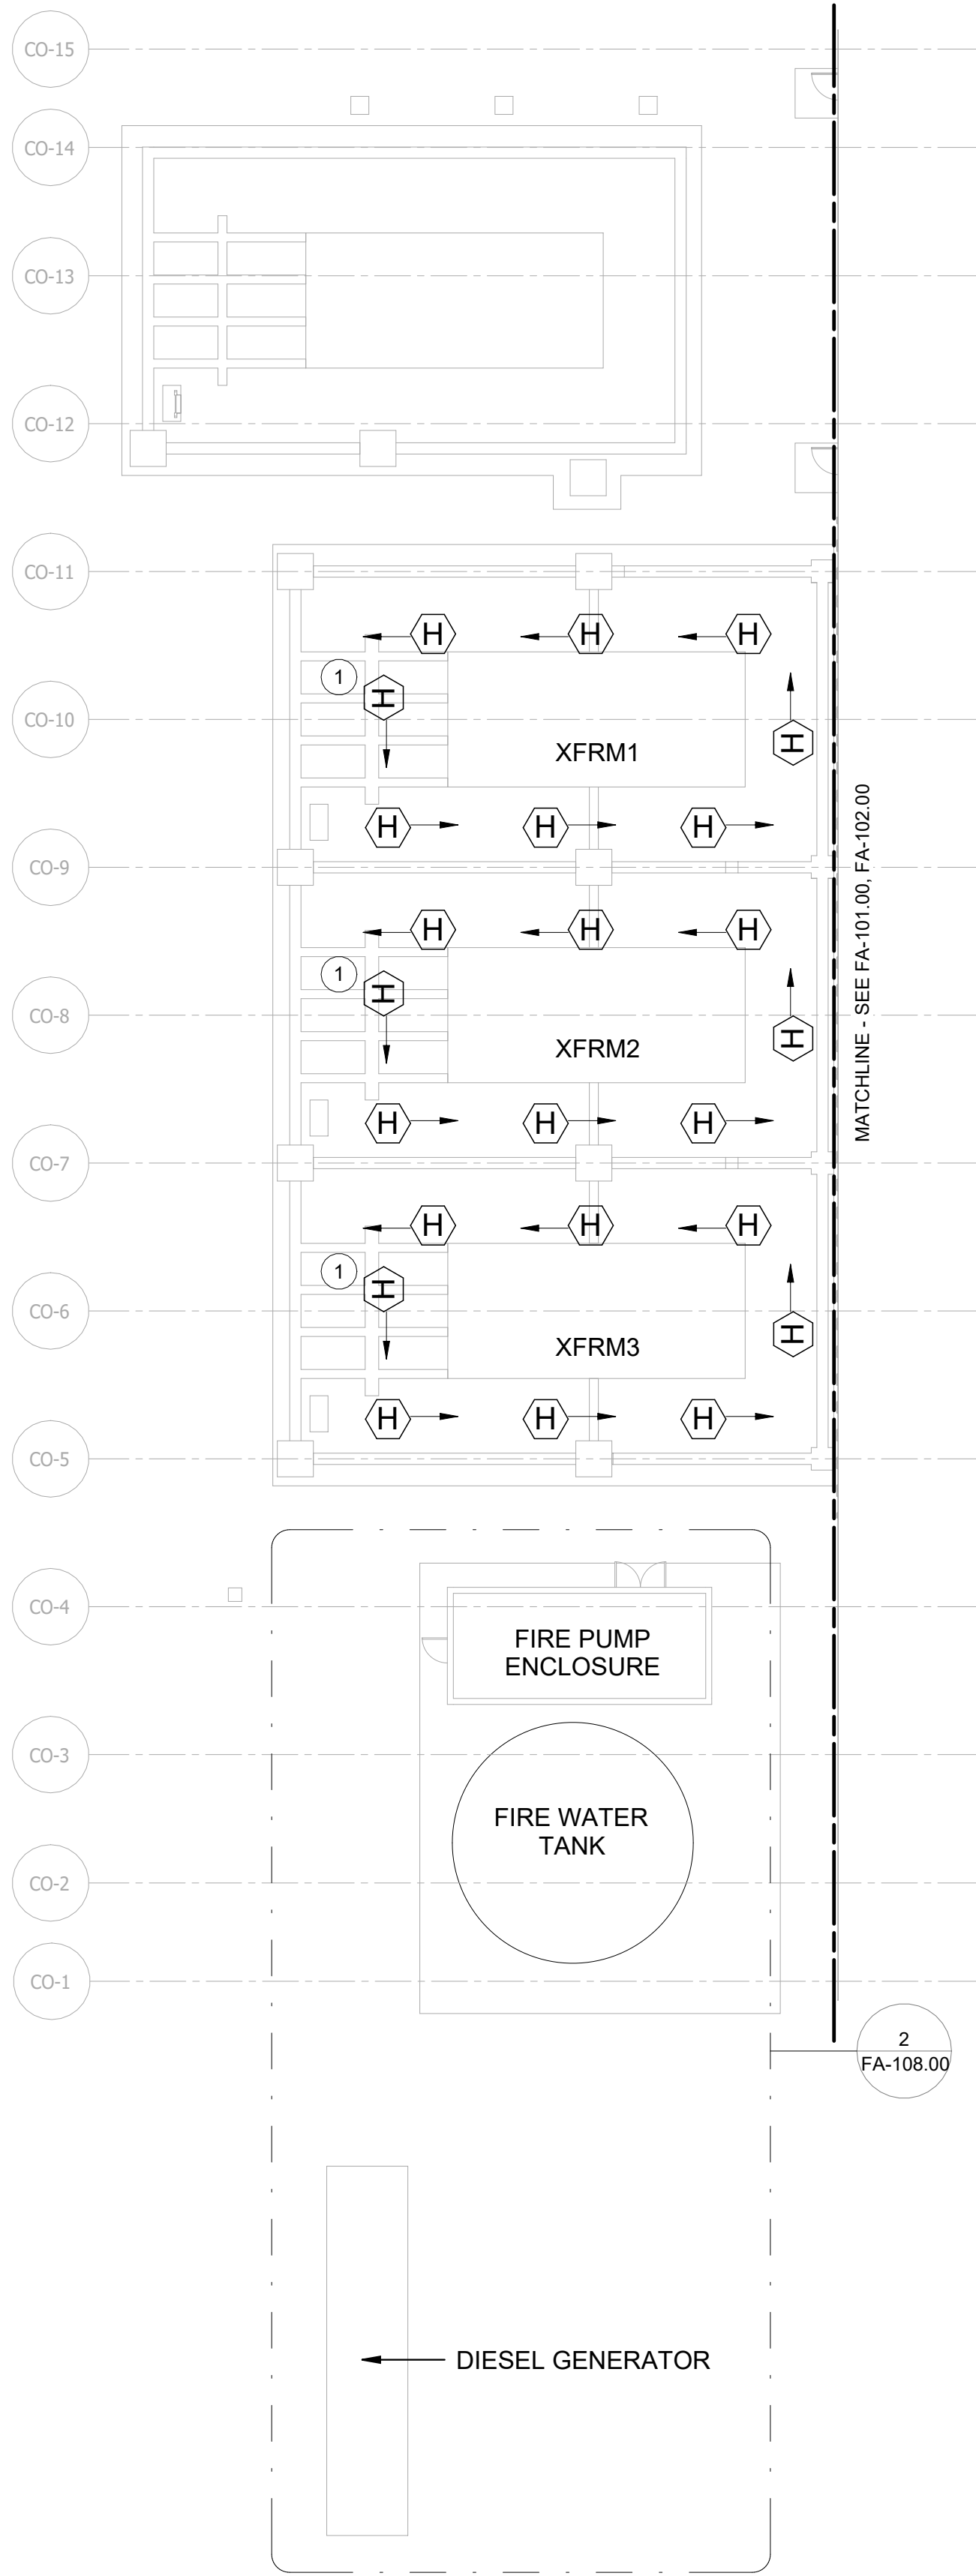 CO-15
CO-14
CO-13
CO-12
CO-11
H H H
1
H
CO-10
H
XFRM1
H H H
CO-9
H H H
1
H
CO-8
H
XFRM2
H H H
CO-7
MATCHLINE - SEE FA-101.00, FA-102.00
H H H
1
H
CO-6
H
XFRM3
H H H
CO-5
CO-4
FIRE PUMP
ENCLOSURE
CO-3
FIRE WATER
TANK
CO-2
CO-1
2
FA-108.00
DIESEL GENERATOR